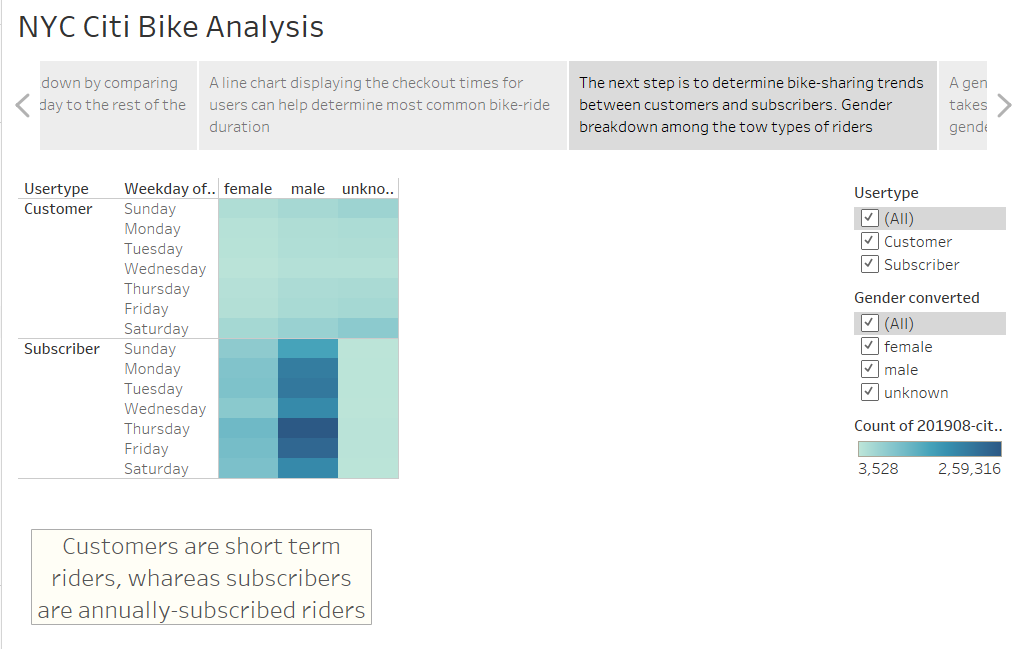 NYC Citi Bike Analysis
down by comparing
day to the rest of the
A line chart displaying the checkout times for
users can help determine most common bike-ride
duration
The next step is to determine bike-sharing trends
between customers and subscribers. Gender
breakdown among the tow types of riders
A gen
takes
gende
Usertype Weekday of.. female male unkno..
Customer Sunday
Monday
Tuesday
Wednesday
Thursday
Friday
Saturday
Subscriber Sunday
Monday
Tuesday
Wednesday
Thursday
Friday
Saturday
Usertype
(All)
Customer
Subscriber
Gender converted
(All)
female
male
unknown
Count of 201908-cit..
3,528 2,59,316
Customers are short term
riders, whareas subscribers
are annually-subscribed riders